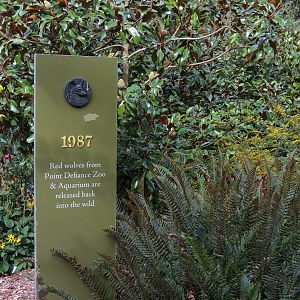 1987
Red wolves from
Point Defiance Zoo
& Aquarium are
released back
into the wild